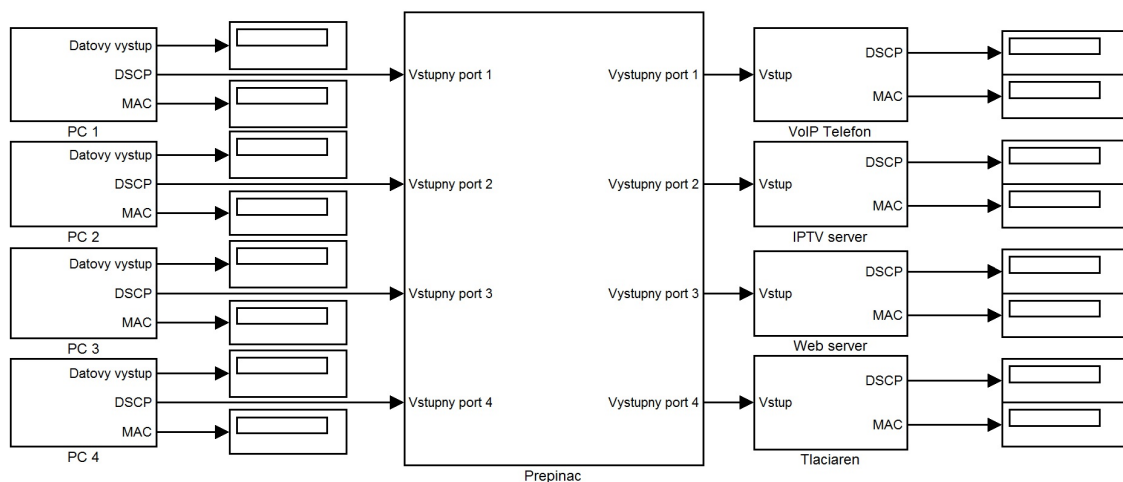 Datovy vystup
DSCP
MAC
PC 1
Datovy vystup
DSCP
MAC
PC 2
Datovy vystup
DSCP
MAC
PC 3
Datovy vystup
DSCP
MAC
PC 4
Vstupny port 1
Vstupny port 2
Vstupny port 3
Vstupny port 4
Vystupny port 1
Vystupny port 2
Vystupny port 3
Vystupny port 4
Prepinac
Vstup
DSCP
MAC
VoIP Telefon
Vstup
DSCP
MAC
IPTV server
Vstup
DSCP
MAC
Web server
Vstup
DSCP
MAC
Tlaciaren